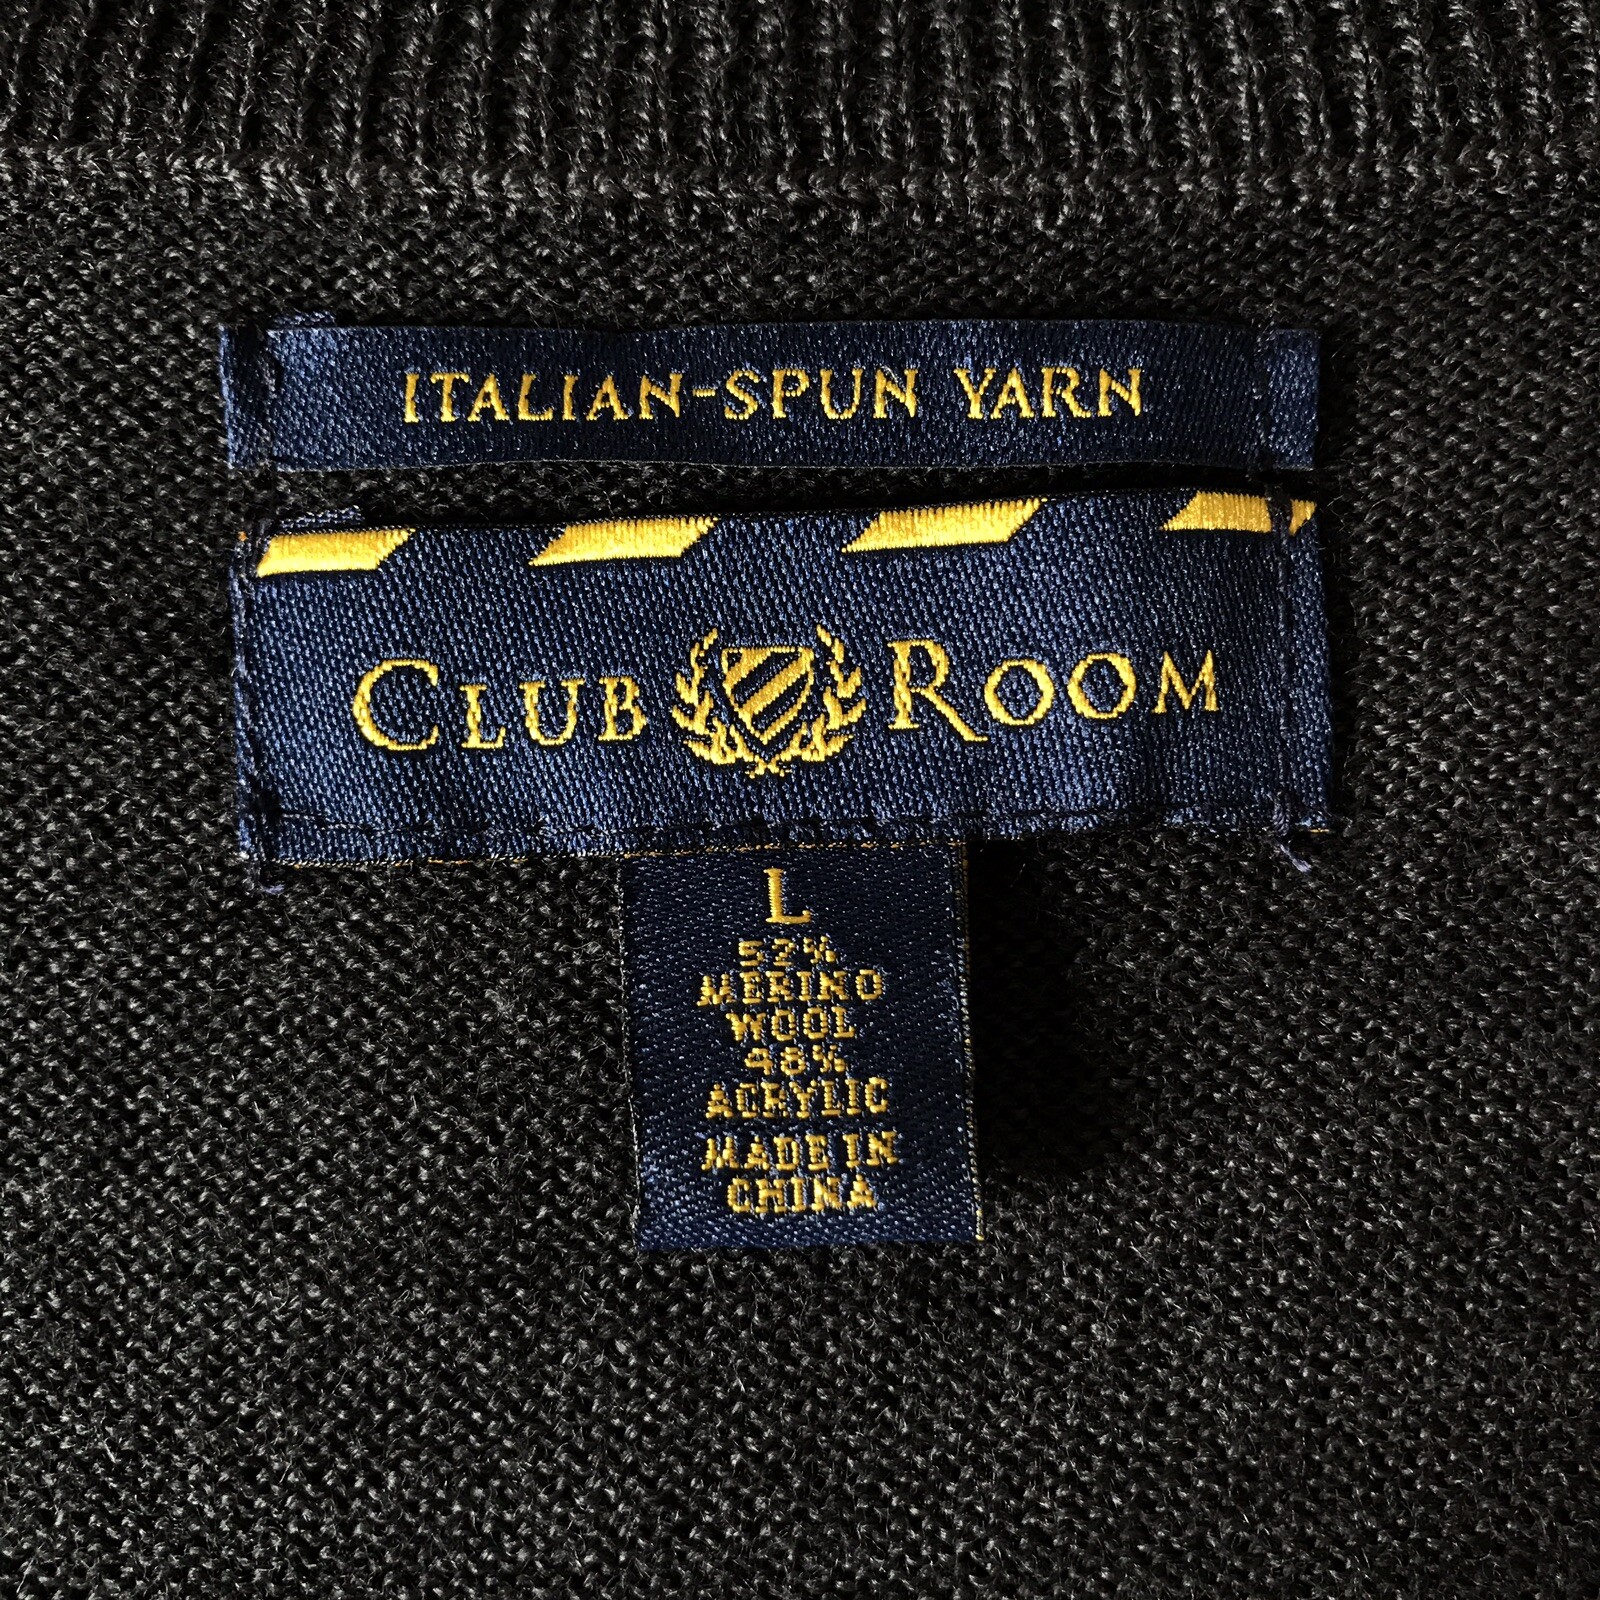 ITALIAN-SPUN YARN
CLUB ROOM
L
52%
MERINO
WOOL
48%
ACRYLIC
MADE IN
CHINA